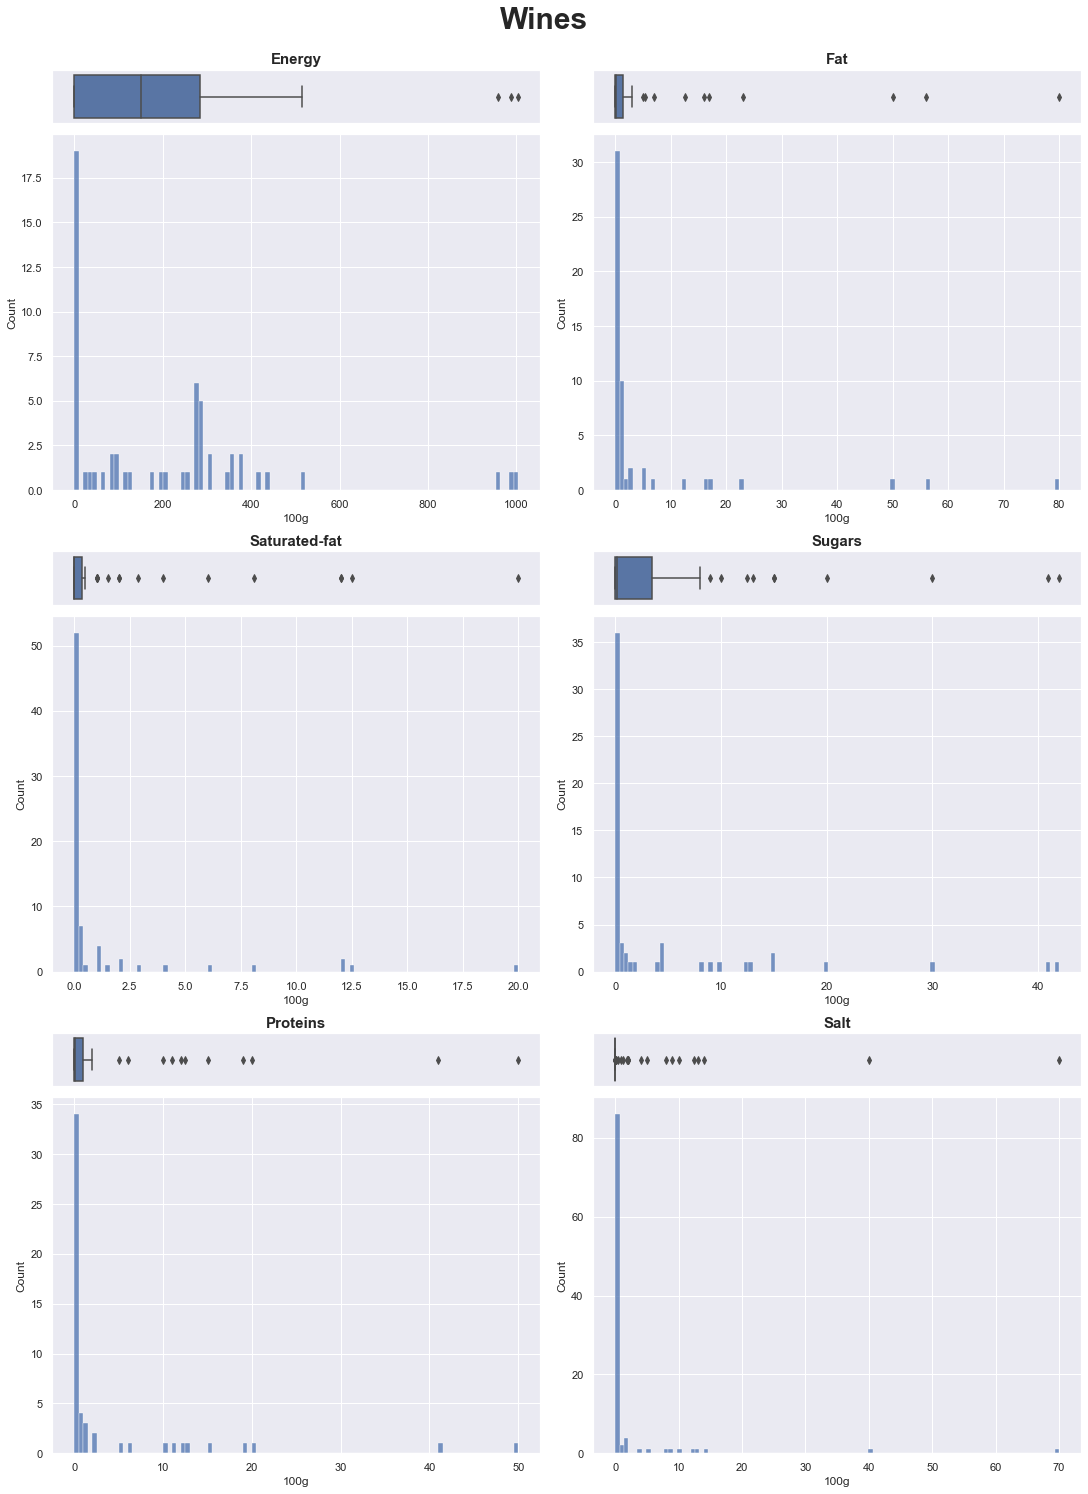 Wines
Energy
Fat
17.5
15.0
12.5
10.0
7.5
5.0
2.5
0.0
Count
0 200 400 600 800 1000
100g
30
25
20
15
10
5
0
Count
0 10 20 30 40 50 60 70 80
100g
Saturated-fat
Sugars
50
40
30
20
10
0
Count
0.0 2.5 5.0 7.5 10.0 12.5 15.0 17.5 20.0
100g
35
30
25
20
15
10
5
0
Count
0 10 20 30 40
100g
Proteins
Salt
35
30
25
20
15
10
5
0
Count
0 10 20 30 40 50
100g
80
60
40
20
0
Count
0 10 20 30 40 50 60 70
100g